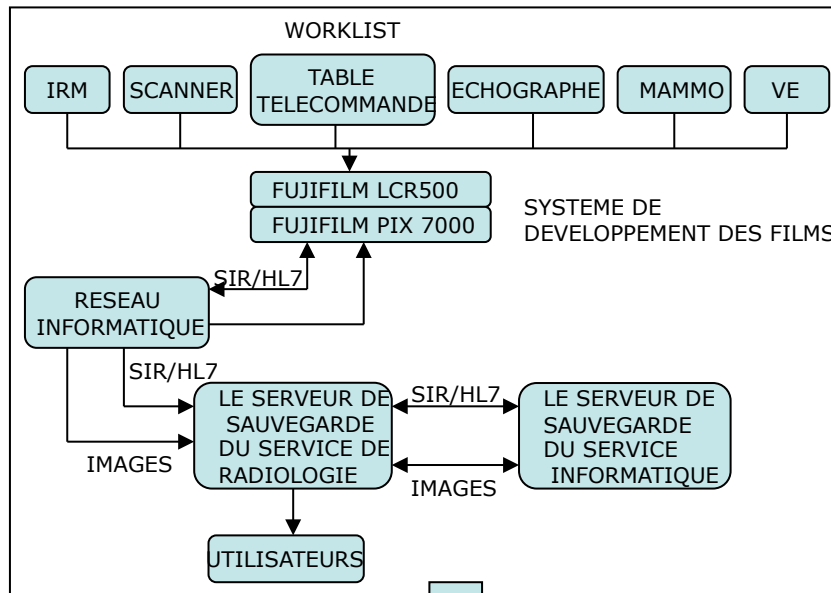 WORKLIST
IRM
SCANNER
TABLE
TELECOMMANDE
ECHOGRAPHE
MAMMO
VE
FUJIFILM LCR500
FUJIFILM PIX 7000
SYSTEME DE
DEVELOPPEMENT DES FILMS
SIR/HL7
RESEAU
INFORMATIQUE
SIR/HL7
IMAGES
LE SERVEUR DE
SAUVEGARDE
DU SERVICE DE
RADIOLOGIE
SIR/HL7
IMAGES
LE SERVEUR DE
SAUVEGARDE
DU SERVICE
INFORMATIQUE
UTILISATEURS